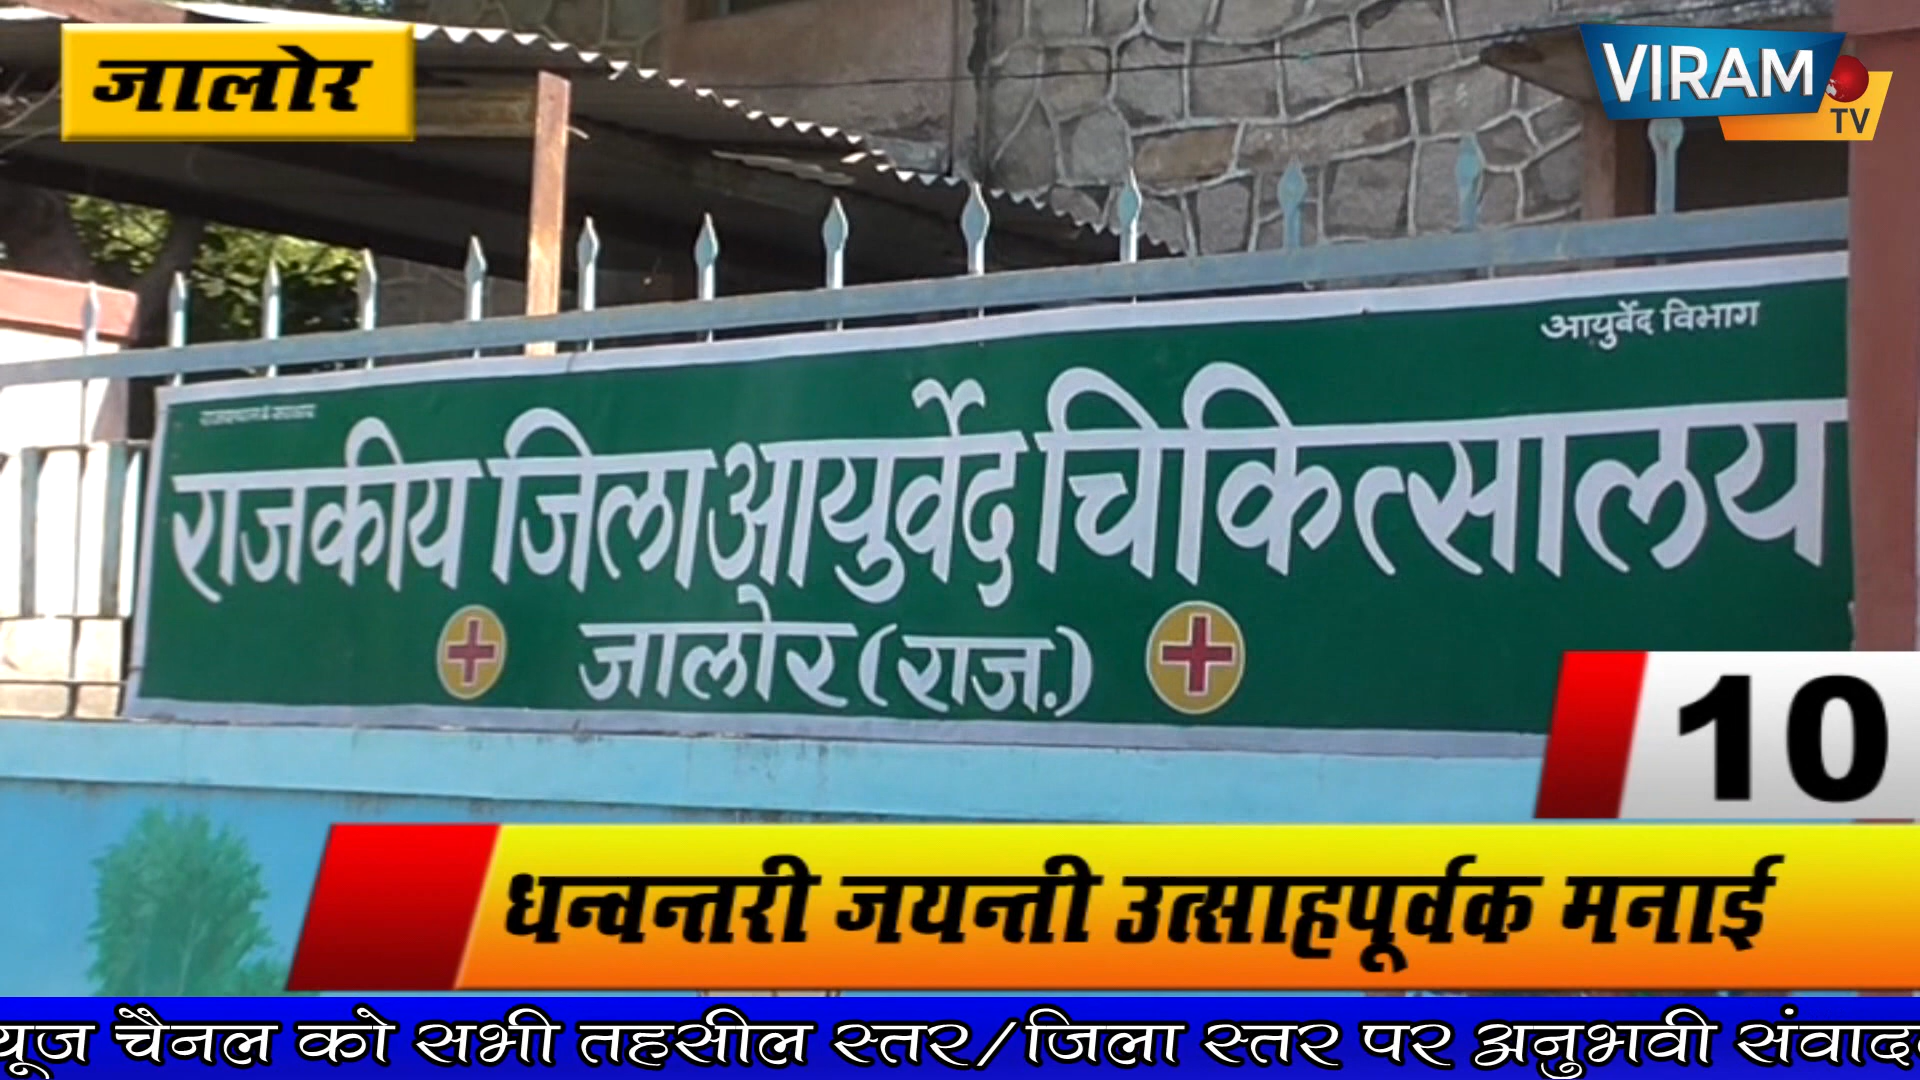 जालोर
VIRAM
TV
आयुर्वेद विभाग
राजकीय जिला आयुर्वेद चिकित्सालय
जालोर (राज.)
10
धन्वन्तरी जयन्ती उत्साहपूर्वक मनाई
चैनल को सभी तहसील स्तर/जिला स्तर पर अनुभवी